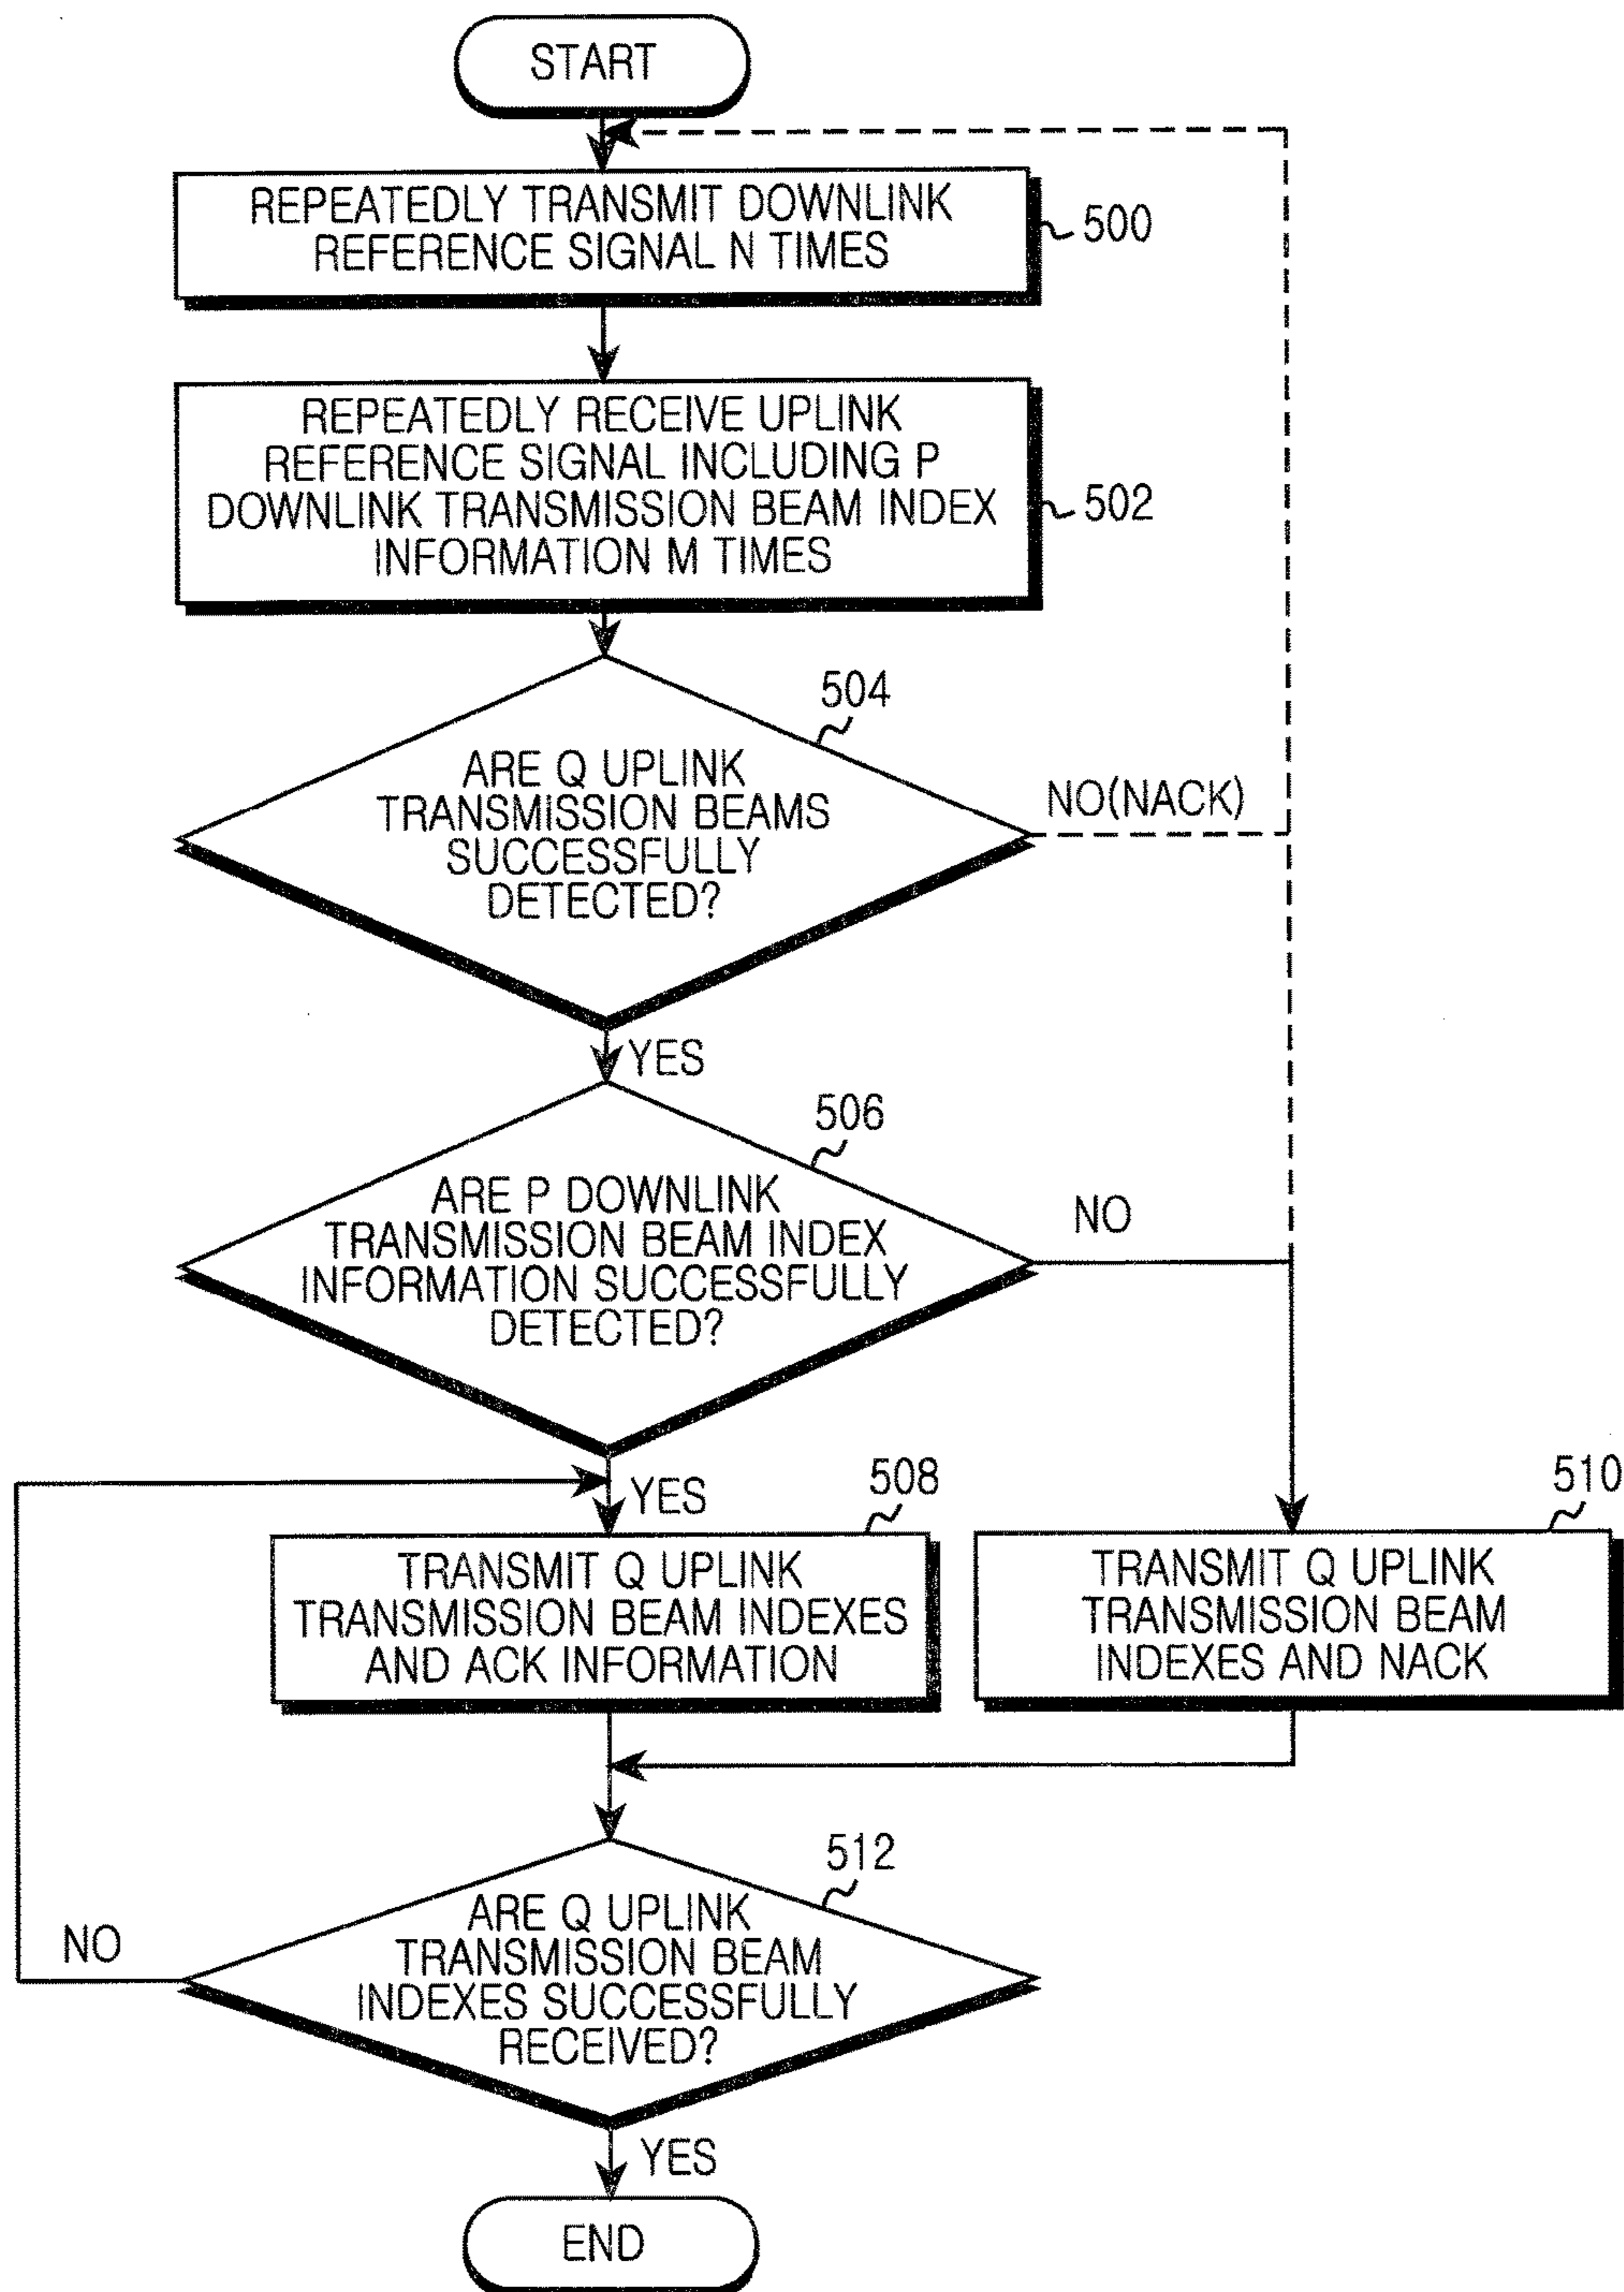 START
REPEATEDLY TRANSMIT DOWNLINK
REFERENCE SIGNAL N TIMES
500
REPEATEDLY RECEIVE UPLINK
REFERENCE SIGNAL INCLUDING P
DOWNLINK TRANSMISSION BEAM INDEX
INFORMATION M TIMES
502
504
ARE Q UPLINK
TRANSMISSION BEAMS
SUCCESSFULLY
DETECTED?
NO(NACK)
YES
506
ARE P DOWNLINK
TRANSMISSION BEAM INDEX
INFORMATION SUCCESSFULLY
DETECTED?
NO
YES
508
TRANSMIT Q UPLINK
TRANSMISSION BEAM INDEXES
AND ACK INFORMATION
510
TRANSMIT Q UPLINK
TRANSMISSION BEAM
INDEXES AND NACK
512
ARE Q UPLINK
TRANSMISSION BEAM
INDEXES SUCCESSFULLY
RECEIVED?
NO
YES
END